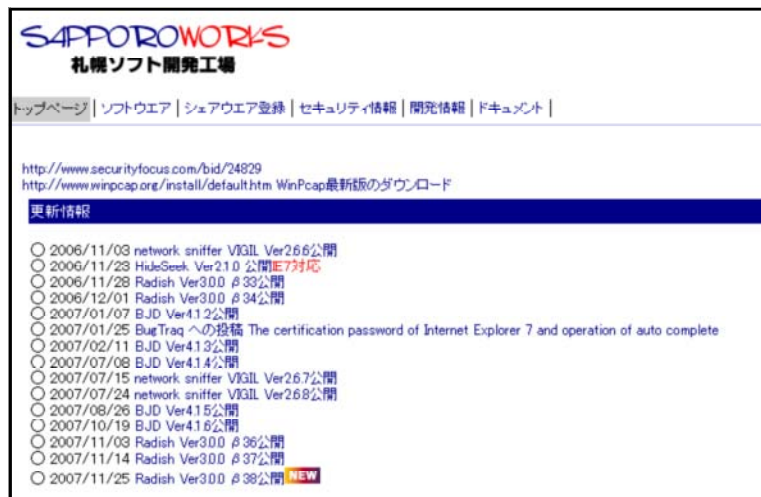 SAPPOROWORKS
札幌ソフト開発工場
トップページ | ソフトウエア | シェアウエア登録 | セキュリティ情報 | 開発情報 | ドキュメント |
http://www.securityfocus.com/bid/24829
http://www.winpcap.org/install/default.htm WinPcap最新版のダウンロード
更新情報
○ 2006/11/03 network sniffer VIGIL Ver2.6.6公開
○ 2006/11/23 HideSeek Ver2.1.0 公開IE7対応
○ 2006/11/28 Radish Ver3.0.0 β33公開
○ 2006/12/01 Radish Ver3.0.0 β34公開
○ 2007/01/07 BJD Ver4.1.2公開
○ 2007/01/25 BugTraq への投稿 The certification password of Internet Explorer 7 and operation of auto complete
○ 2007/02/11 BJD Ver4.1.3公開
○ 2007/07/08 BJD Ver4.1.4公開
○ 2007/07/15 network sniffer VIGIL Ver2.6.7公開
○ 2007/07/24 network sniffer VIGIL Ver2.6.8公開
○ 2007/08/26 BJD Ver4.1.5公開
○ 2007/10/19 BJD Ver4.1.6公開
○ 2007/11/03 Radish Ver3.0.0 β36公開
○ 2007/11/14 Radish Ver3.0.0 β37公開
○ 2007/11/25 Radish Ver3.0.0 β38公開 NEW